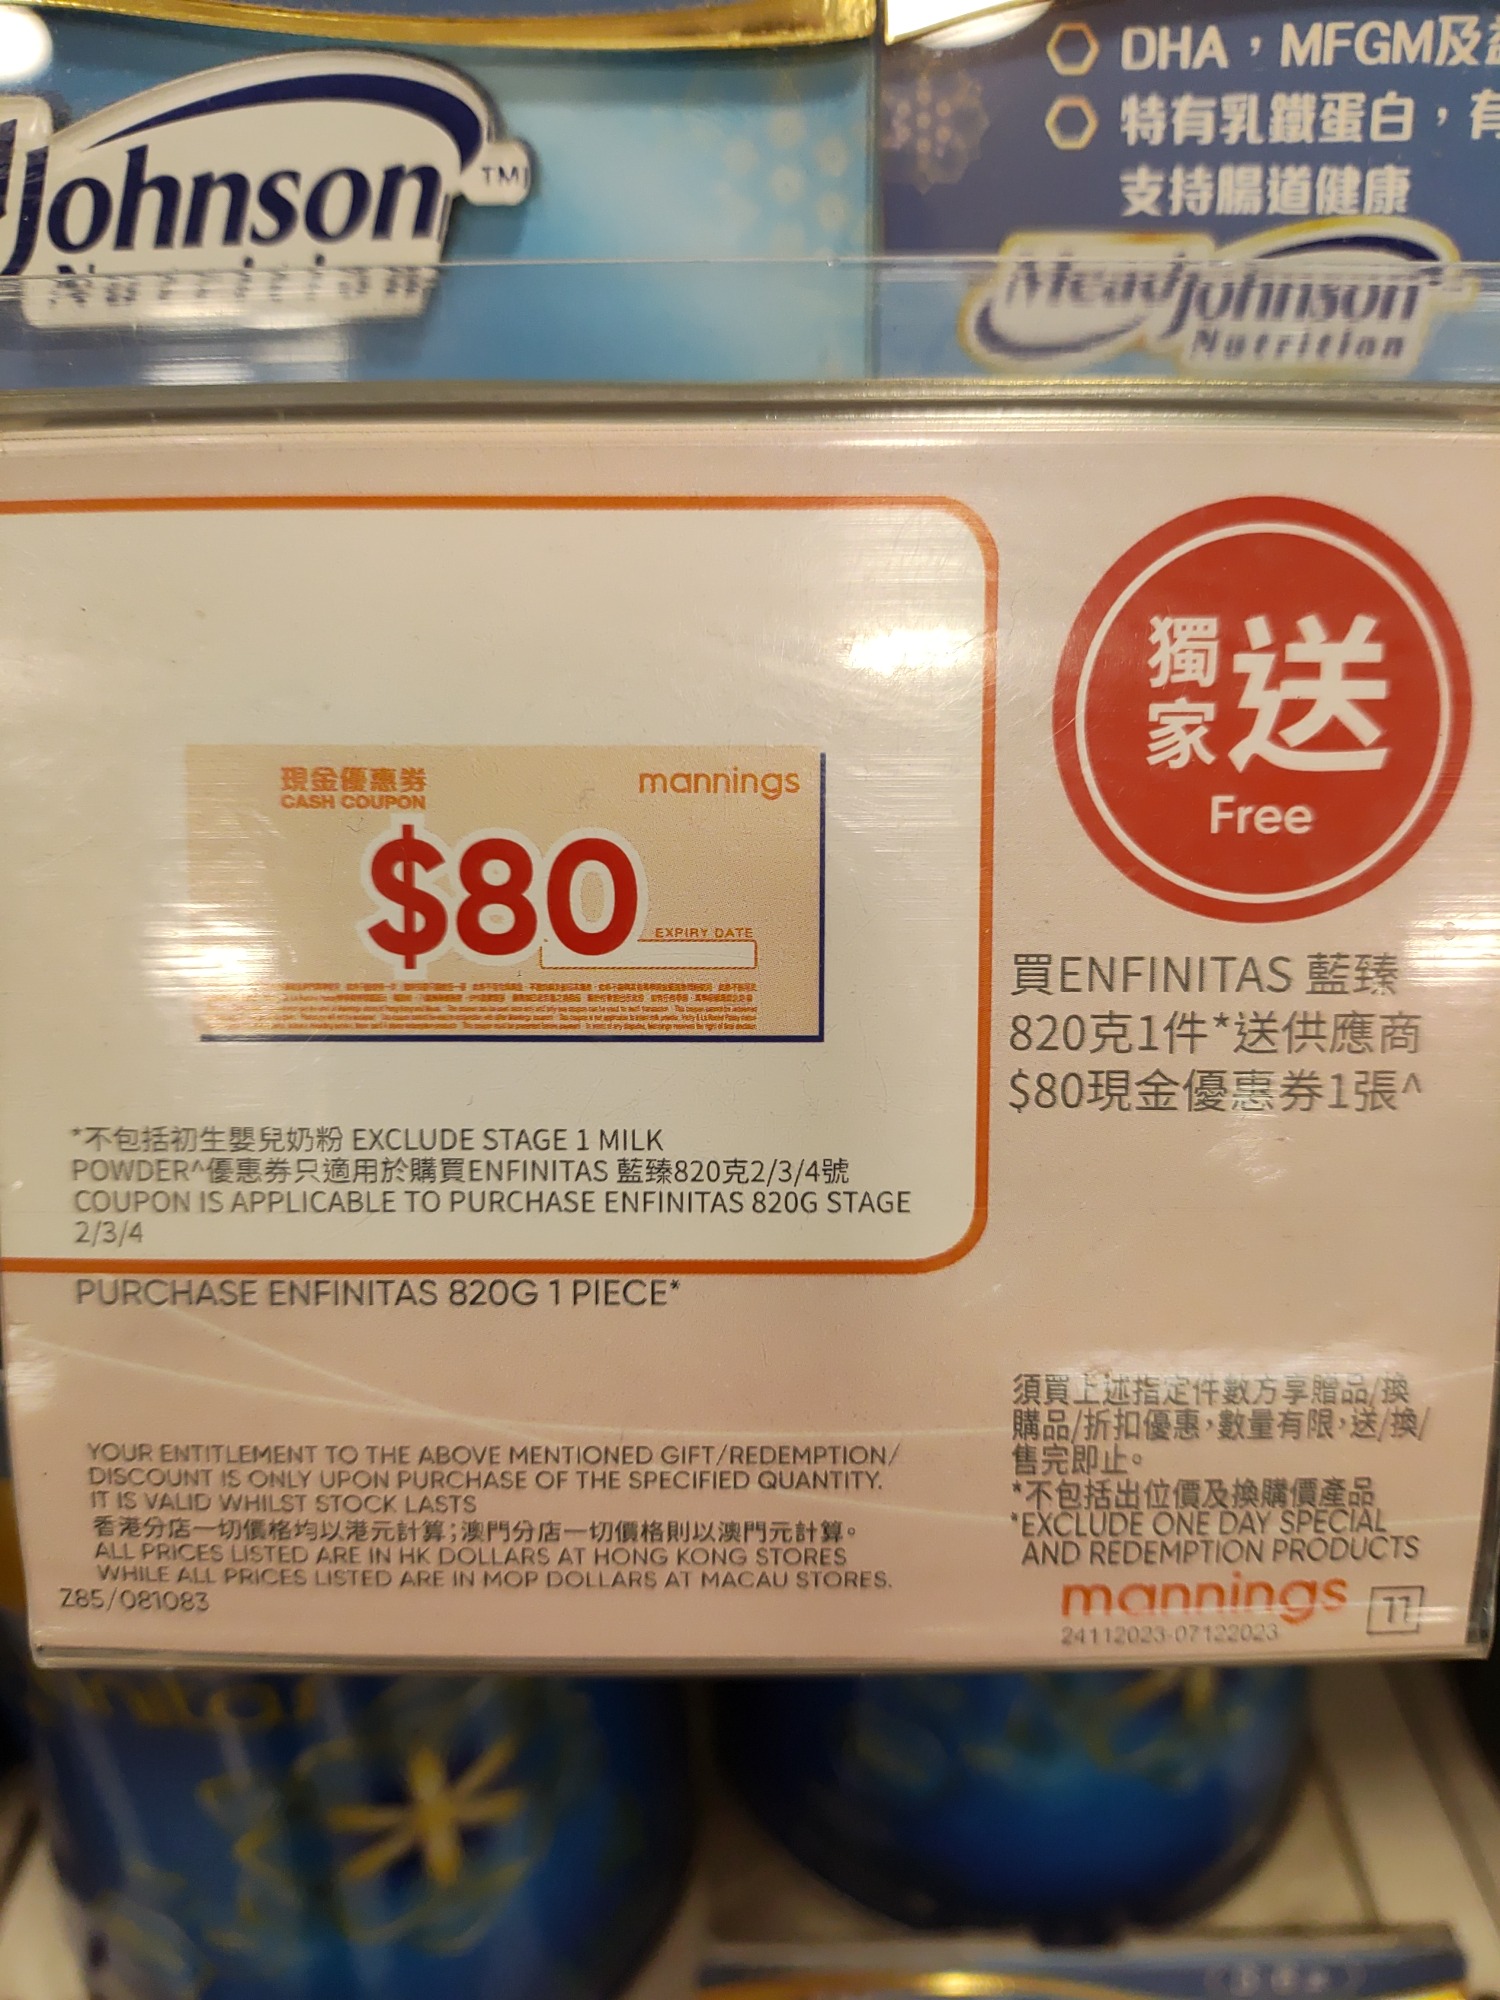 Johnson TM
Nutrition
DHA，MFGM及
特有乳鐵蛋白，有
支持腸道健康
MeadJohnson
Nutrition
現金優惠券
CASH COUPON
mannings
$80
EXPIRY DATE
獨家送
Free
買ENFINITAS 藍臻
820克1件*送供應商
$80現金優惠券1張^
*不包括初生嬰兒奶粉 EXCLUDE STAGE 1 MILK
POWDER^優惠券只適用於購買ENFINITAS 藍臻820克2/3/4號
COUPON IS APPLICABLE TO PURCHASE ENFINITAS 820G STAGE
2/3/4
PURCHASE ENFINITAS 820G 1 PIECE*
須買上述指定件數方享贈品/換
購品/折扣優惠，數量有限，送/換/
售完即止。
*不包括出位價及換購價產品
*EXCLUDE ONE DAY SPECIAL
AND REDEMPTION PRODUCTS
YOUR ENTITLEMENT TO THE ABOVE MENTIONED GIFT/REDEMPTION/
DISCOUNT IS ONLY UPON PURCHASE OF THE SPECIFIED QUANTITY.
IT IS VALID WHILST STOCK LASTS
香港分店一切價格均以港元計算；澳門分店一切價格則以澳門元計算。
ALL PRICES LISTED ARE IN HK DOLLARS AT HONG KONG STORES
WHILE ALL PRICES LISTED ARE IN MOP DOLLARS AT MACAU STORES.
Z85/081083
mannings 11
24112023-07122023